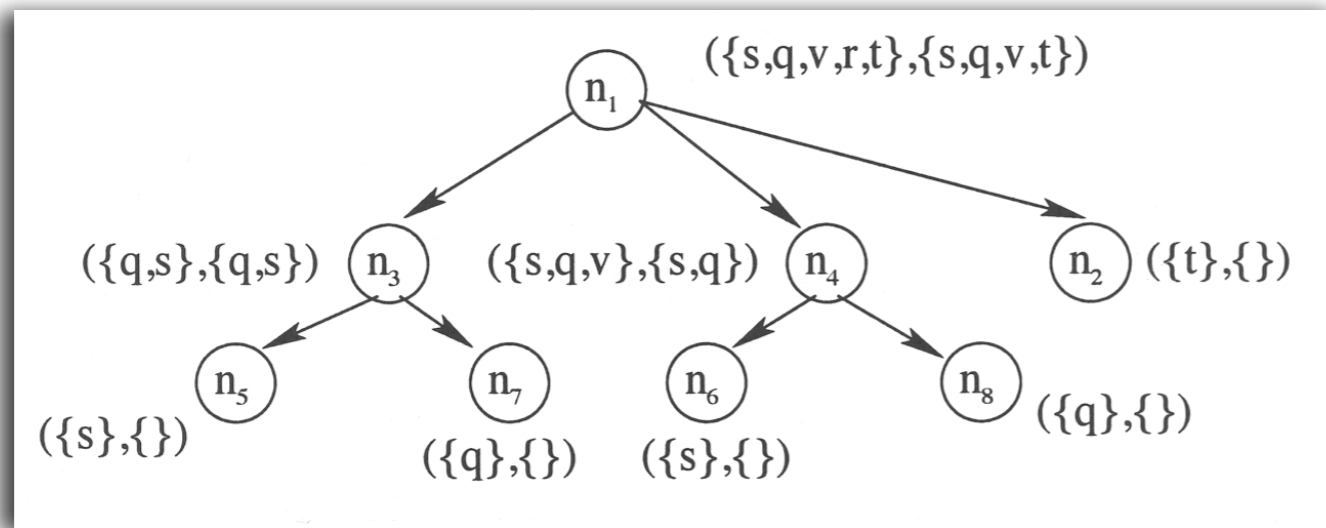 ({s,q,v,r,t},{s,q,v,t})
n₁
({q,s},{q,s}) n₃ ({s,q,v},{s,q}) n₄ n₂ ({t},{})
n₅ n₇ n₆ n₈
({s},{}) ({q},{}) ({s},{}) ({q},{})